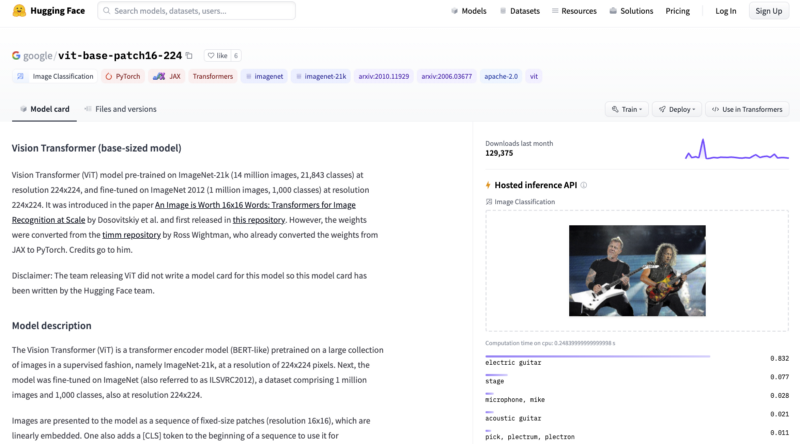 Hugging Face
Search models, datasets, users...
Models
Datasets
Resources
Solutions
Pricing
Log In
Sign Up
google/vit-base-patch16-224
like 6
Image Classification
PyTorch
JAX
Transformers
imagenet
imagenet-21k
arxiv:2010.11929
arxiv:2006.03677
apache-2.0
vit
Model card
Files and versions
Train
Deploy
Use in Transformers
Vision Transformer (base-sized model)
Vision Transformer (ViT) model pre-trained on ImageNet-21k (14 million images, 21,843 classes) at
resolution 224x224, and fine-tuned on ImageNet 2012 (1 million images, 1,000 classes) at resolution
224x224. It was introduced in the paper An Image is Worth 16x16 Words: Transformers for Image
Recognition at Scale by Dosovitskiy et al. and first released in this repository. However, the weights
were converted from the timm repository by Ross Wightman, who already converted the weights from
JAX to PyTorch. Credits go to him.
Disclaimer: The team releasing ViT did not write a model card for this model so this model card has
been written by the Hugging Face team.
Model description
The Vision Transformer (ViT) is a transformer encoder model (BERT-like) pretrained on a large collection
of images in a supervised fashion, namely ImageNet-21k, at a resolution of 224x224 pixels. Next, the
model was fine-tuned on ImageNet (also referred to as ILSVRC2012), a dataset comprising 1 million
images and 1,000 classes, also at resolution 224x224.
Images are presented to the model as a sequence of fixed-size patches (resolution 16x16), which are
linearly embedded. One also adds a [CLS] token to the beginning of a sequence to use it for
Downloads last month
129,375
Hosted inference API
Image Classification
Computation time on cpu: 0.24839999999999998 s
electric guitar 0.832
stage 0.077
microphone, mike 0.028
acoustic guitar 0.021
pick, plectrum, plectron 0.011